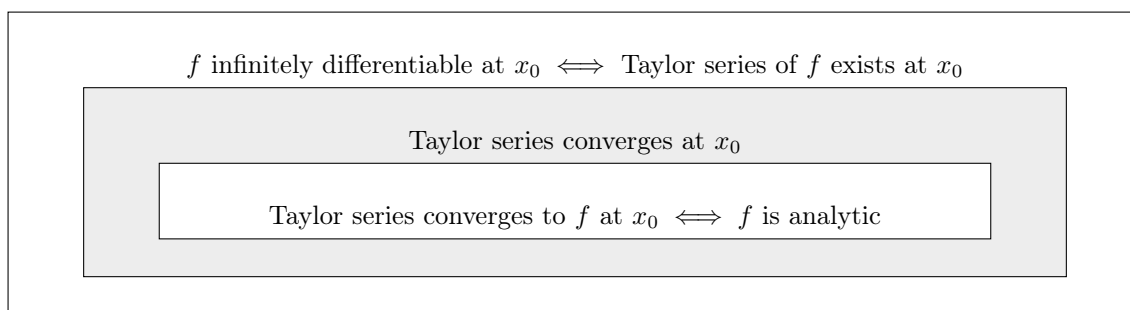 f infinitely differentiable at x₀ ⟺ Taylor series of f exists at x₀
Taylor series converges at x₀
Taylor series converges to f at x₀ ⟺ f is analytic